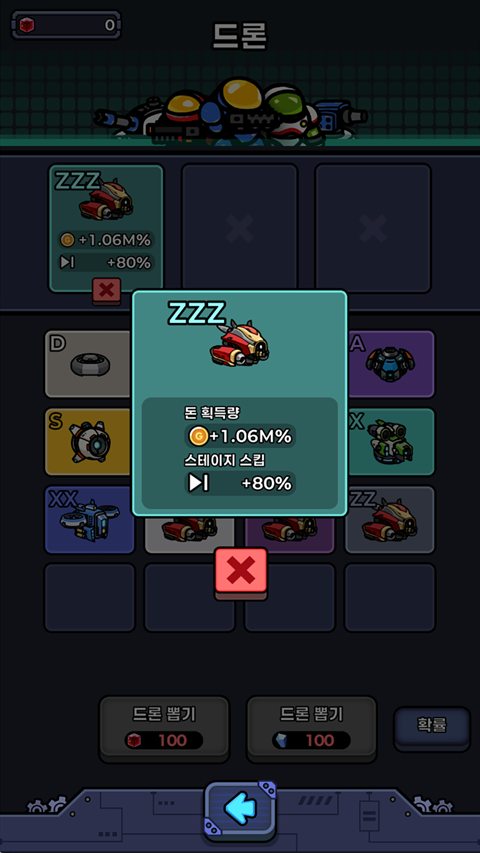 0
드론
ZZZ
+1.06M%
+80%
ZZZ
돈 획득량
G+1.06M%
스테이지 스킵
+80%
D
A
S
X
XX
ZZ
드론 뽑기
100
드론 뽑기
100
확률